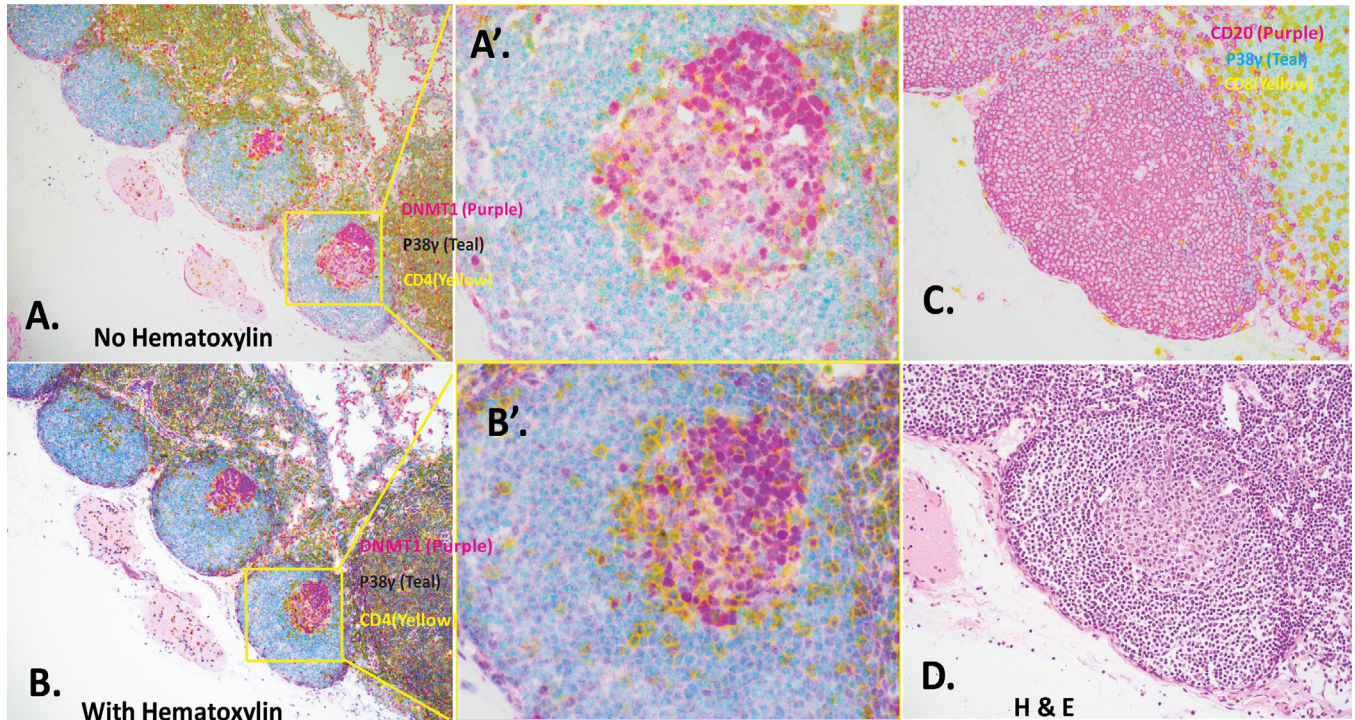 A.
No Hematoxylin
DNMT1 (Purple)
P38γ (Teal)
CD4(Yellow)
A'.
CD20 (Purple)
P38γ (Teal)
CD8(Yellow)
C.
B.
With Hematoxylin
DNMT1 (Purple)
P38γ (Teal)
CD4(Yellow)
B'.
D.
H & E